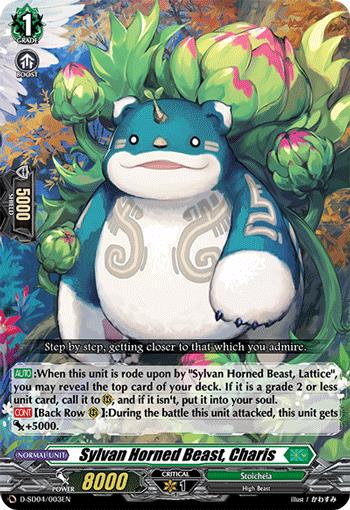 1
GRADE
BOOST
5000
SHIELD
Step by step, getting closer to that which you admire.
AUTO:When this unit is rode upon by "Sylvan Horned Beast, Lattice",
you may reveal the top card of your deck. If it is a grade 2 or less
unit card, call it to , and if it isn't, put it into your soul.
CONT [Back Row ]:During the battle this unit attacked, this unit gets
+5000.
NORMAL UNIT
Sylvan Horned Beast, Charis
POWER 8000
CRITICAL
1
Stoicheia
High Beast
D-SD04/003EN
illust / かわすみ